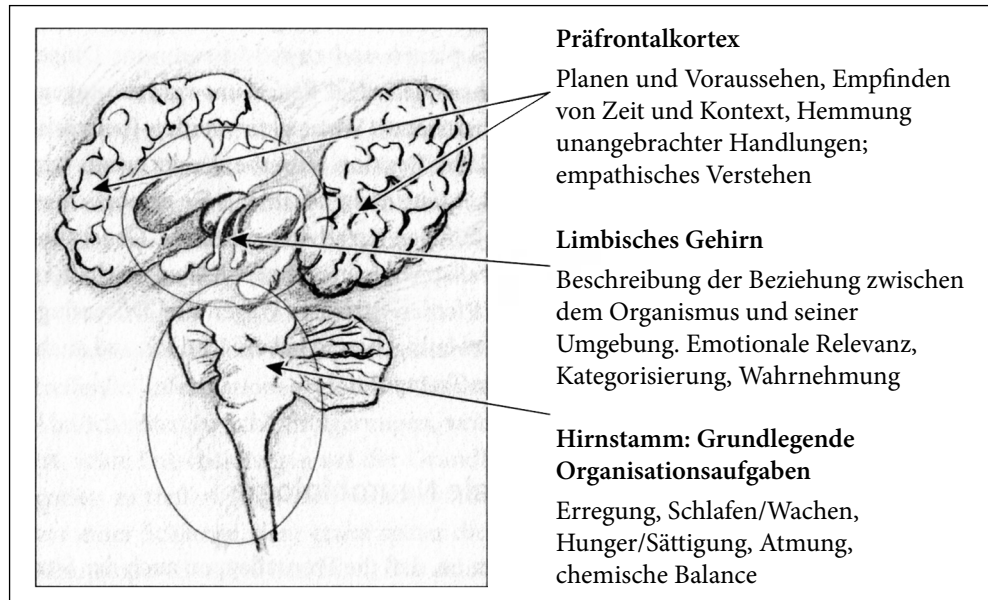 Präfrontalkortex
Planen und Voraussehen, Empfinden
von Zeit und Kontext, Hemmung
unangebrachter Handlungen;
empathisches Verstehen
Limbisches Gehirn
Beschreibung der Beziehung zwischen
dem Organismus und seiner
Umgebung. Emotionale Relevanz,
Kategorisierung, Wahrnehmung
Hirnstamm: Grundlegende
Organisationsaufgaben
Erregung, Schlafen/Wachen,
Hunger/Sättigung, Atmung,
chemische Balance